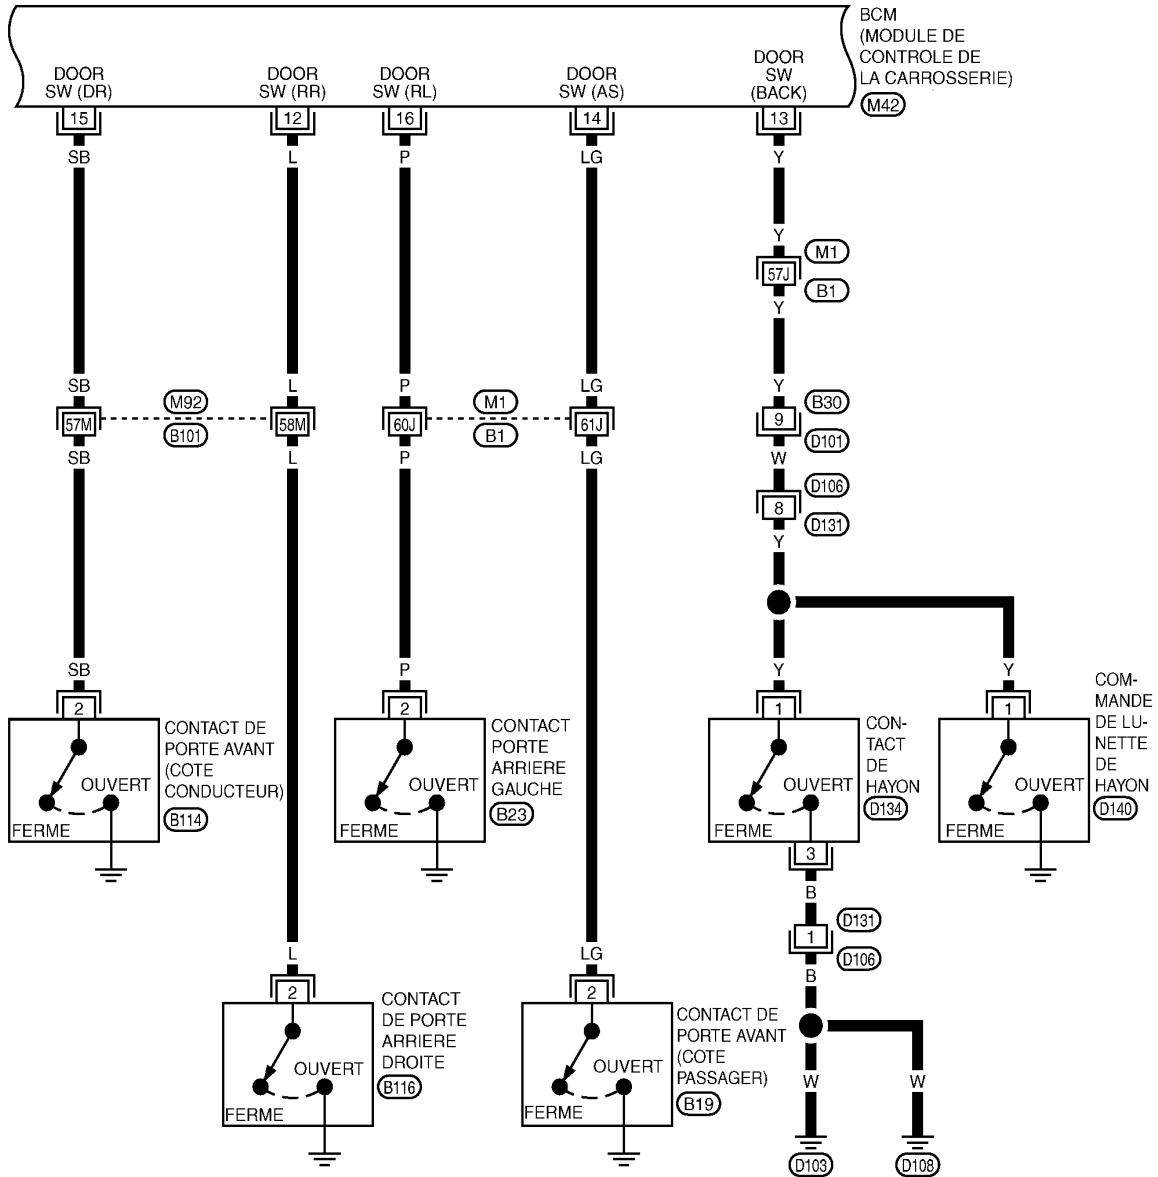 BCM
(MODULE DE
CONTROLE DE
LA CARROSSERIE)
M42
DOOR
SW (DR)
DOOR
SW (RR)
DOOR
SW (RL)
DOOR
SW (AS)
DOOR
SW
(BACK)
15
12
16
14
13
SB
L
P
LG
Y
Y
M1
57J
B1
Y
SB
L
P
LG
Y
M92
M1
B30
57M
58M
60J
61J
9
B101
B1
D101
SB
L
P
LG
W
D106
8
D131
Y
SB
P
Y
Y
2
2
1
1
CONTACT DE
PORTE AVANT
(COTE
CONDUCTEUR)
B114
OUVERT
FERME
CONTACT
PORTE
ARRIERE
GAUCHE
B23
OUVERT
FERME
CON-
TACT
DE
HAYON
D134
OUVERT
FERME
COM-
MANDE
DE LU-
NETTE
DE
HAYON
D140
OUVERT
FERME
3
B
D131
1
D106
B
L
LG
2
2
CONTACT
DE PORTE
ARRIERE
DROITE
B116
OUVERT
FERME
CONTACT DE
PORTE AVANT
(COTE
PASSAGER)
B19
OUVERT
FERME
W
W
D103
D108